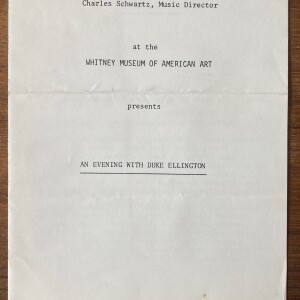 Charles Schwartz, Music Director
at the
WHITNEY MUSEUM OF AMERICAN ART
presents
AN EVENING WITH DUKE ELLINGTON